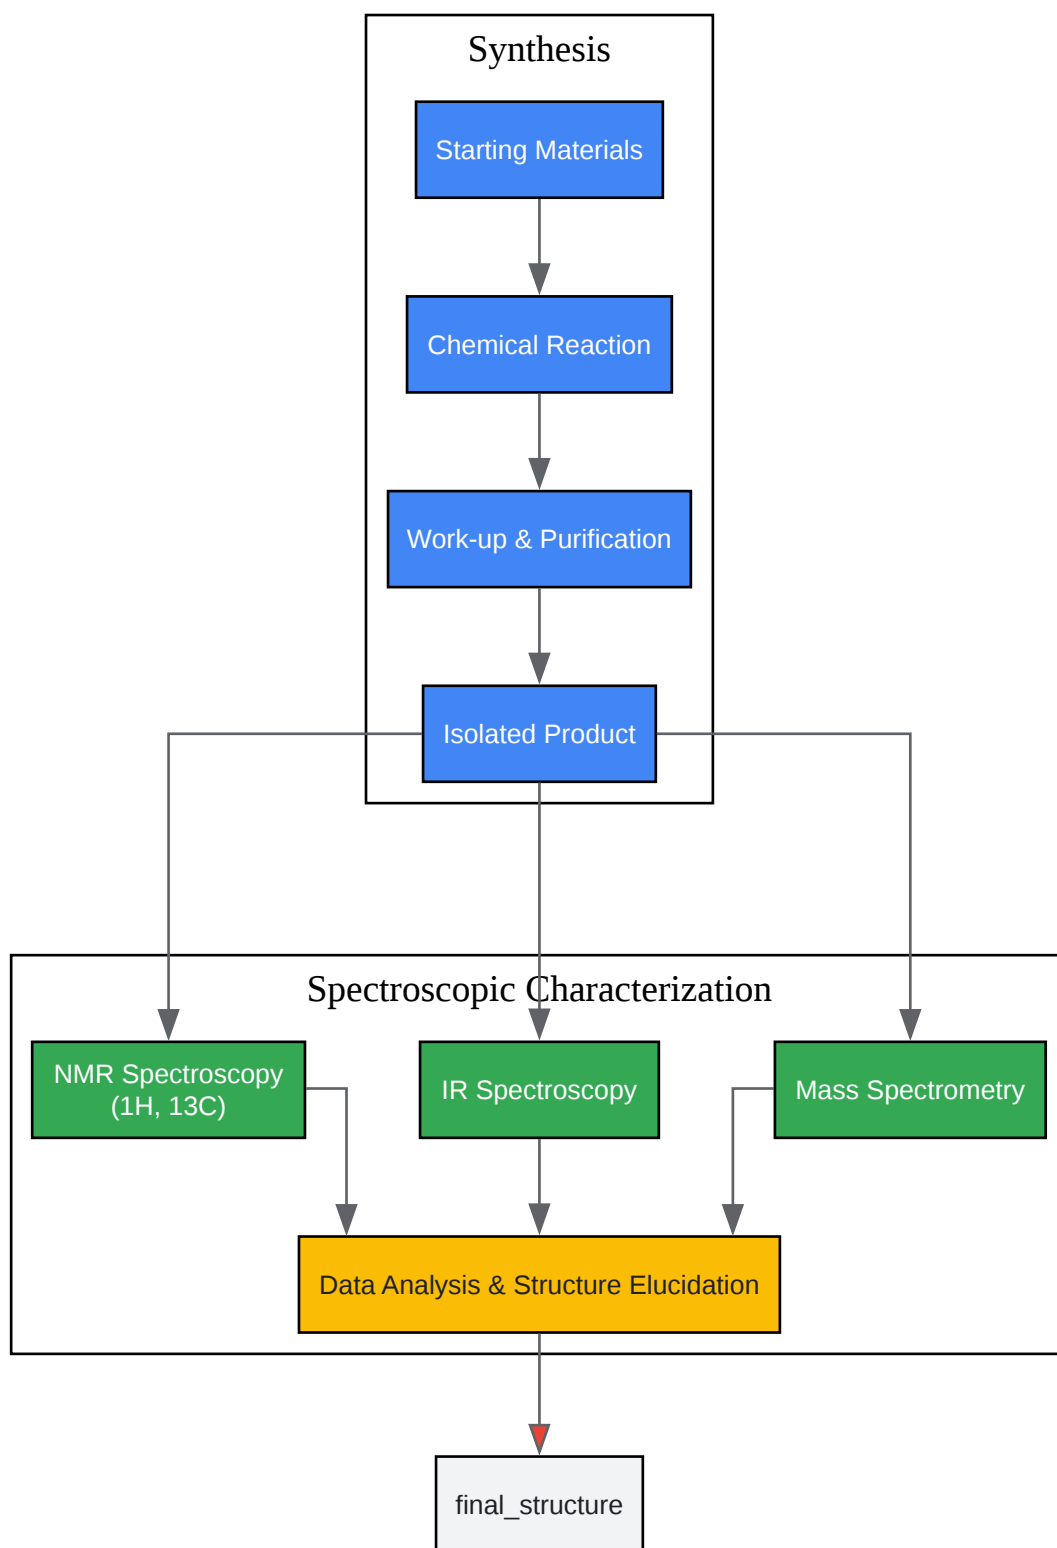 Synthesis
Starting Materials
Chemical Reaction
Work-up & Purification
Isolated Product
Spectroscopic Characterization
NMR Spectroscopy
(1H, 13C)
IR Spectroscopy
Mass Spectrometry
Data Analysis & Structure Elucidation
final_structure